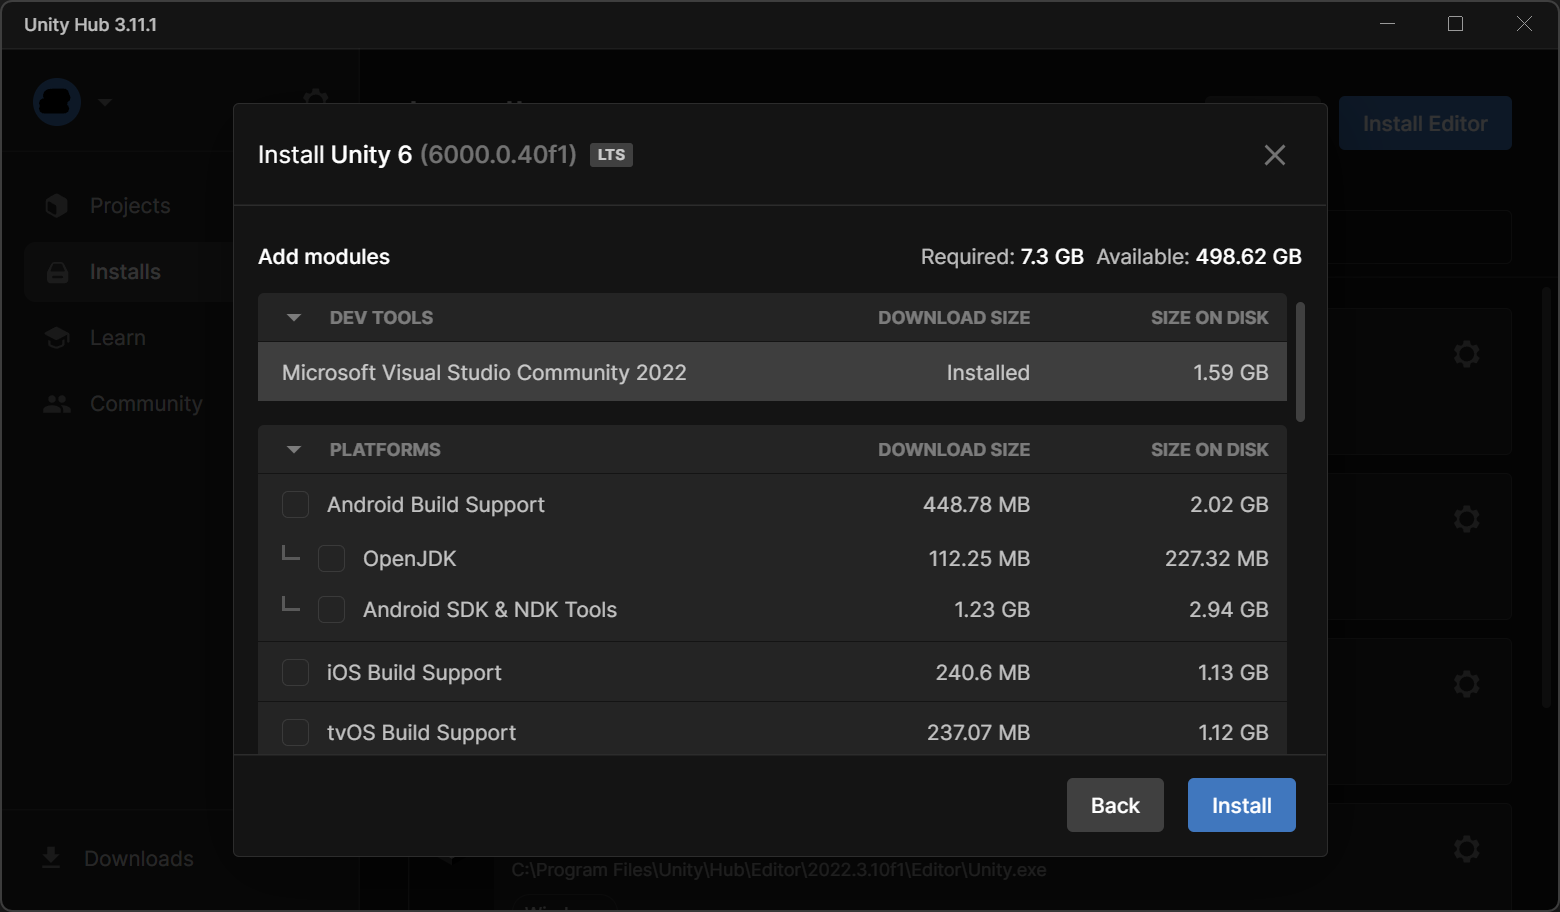 Unity Hub 3.11.1
Install Editor
Projects
Installs
Learn
Community
Downloads
Install Unity 6 (6000.0.40f1) LTS
Add modules Required: 7.3 GB Available: 498.62 GB
DEV TOOLS DOWNLOAD SIZE SIZE ON DISK
Microsoft Visual Studio Community 2022 Installed 1.59 GB
PLATFORMS DOWNLOAD SIZE SIZE ON DISK
Android Build Support 448.78 MB 2.02 GB
OpenJDK 112.25 MB 227.32 MB
Android SDK & NDK Tools 1.23 GB 2.94 GB
iOS Build Support 240.6 MB 1.13 GB
tvOS Build Support 237.07 MB 1.12 GB
Back Install
C:\Program Files\Unity\Hub\Editor\2022.3.10f1\Editor\Unity.exe